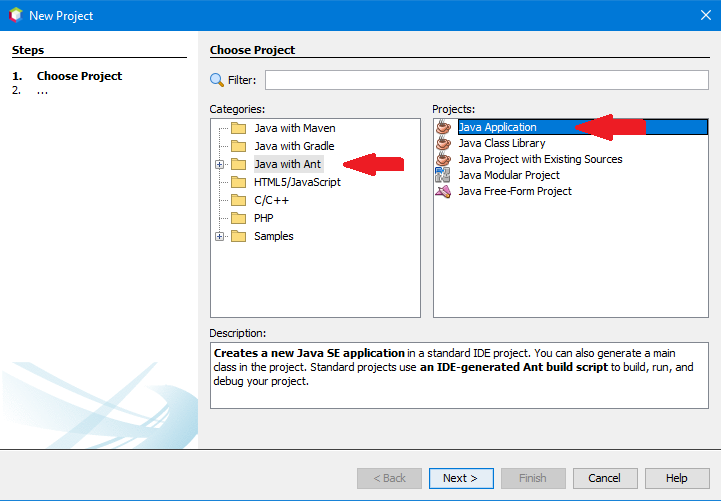 New Project
Steps
1. Choose Project
2. ...
Choose Project
Filter:
Categories:
Java with Maven
Java with Gradle
Java with Ant
HTML5/JavaScript
C/C++
PHP
Samples
Projects:
Java Application
Java Class Library
Java Project with Existing Sources
Java Modular Project
Java Free-Form Project
Description:
Creates a new Java SE application in a standard IDE project. You can also generate a main
class in the project. Standard projects use an IDE-generated Ant build script to build, run, and
debug your project.
< Back
Next >
Finish
Cancel
Help